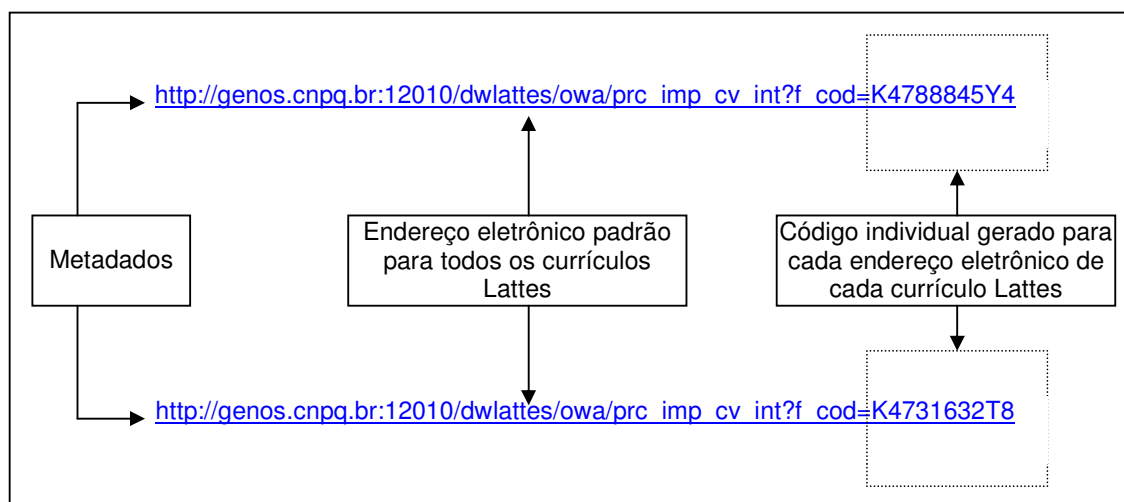 http://genos.cnpq.br:12010/dwlattes/owa/prc_imp_cv_int?f_cod=K4788845Y4
Metadados
Endereço eletrônico padrão
para todos os currículos
Lattes
Código individual gerado para
cada endereço eletrônico de
cada currículo Lattes
http://genos.cnpq.br:12010/dwlattes/owa/prc_imp_cv_int?f_cod=K4731632T8